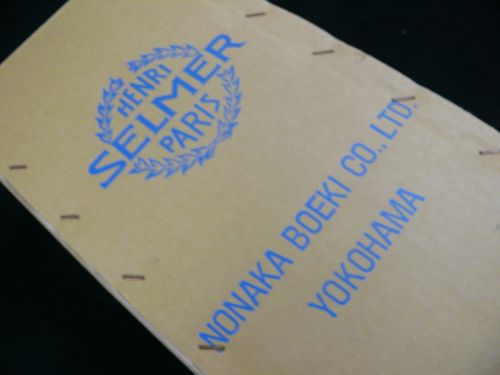 HENRI
SELMER
PARIS
NONAKA BOEKI CO., LTD.
YOKOHAMA